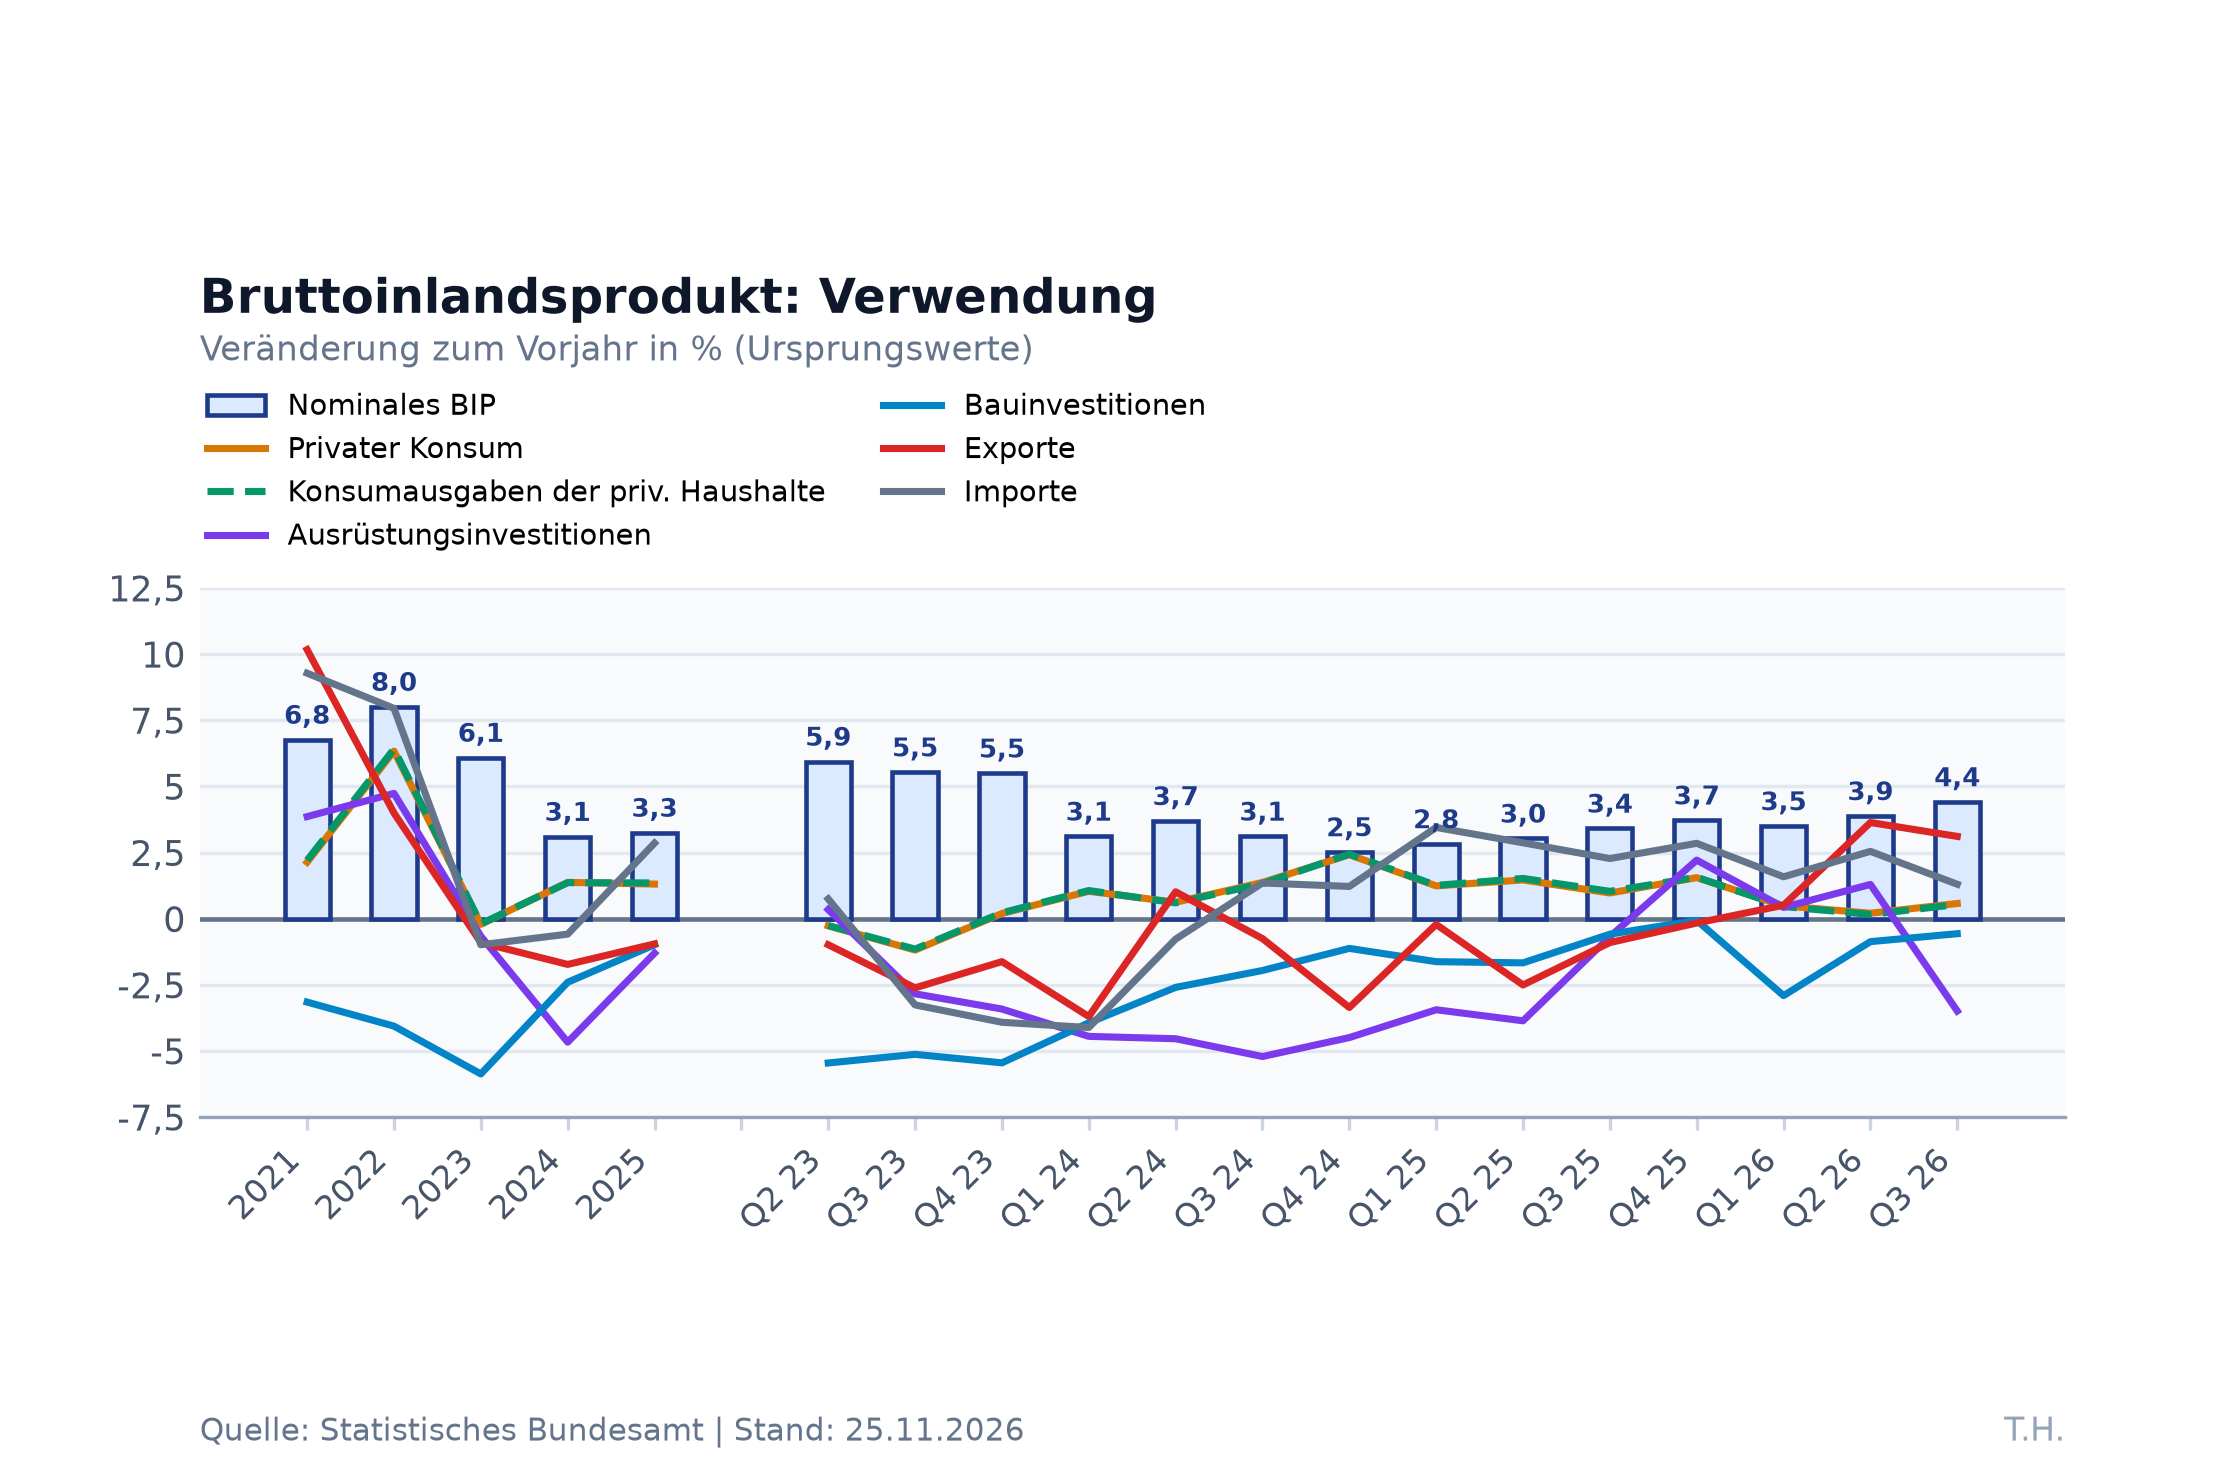 Bruttoinlandsprodukt: Verwendung
Veränderung zum Vorjahr in % (Ursprungswerte)
Nominales BIP
Privater Konsum
Konsumausgaben der priv. Haushalte
Ausrüstungsinvestitionen
Bauinvestitionen
Exporte
Importe
12,5
10
7,5
5
2,5
0
-2,5
-5
-7,5
6,8
8,0
6,1
3,1
3,3
5,9
5,5
5,5
3,1
3,7
3,1
2,5
2,8
3,0
3,4
3,7
3,5
3,9
4,4
2021
2022
2023
2024
2025
Q2 23
Q3 23
Q4 23
Q1 24
Q2 24
Q3 24
Q4 24
Q1 25
Q2 25
Q3 25
Q4 25
Q1 26
Q2 26
Q3 26
Quelle: Statistisches Bundesamt | Stand: 25.11.2026
T.H.